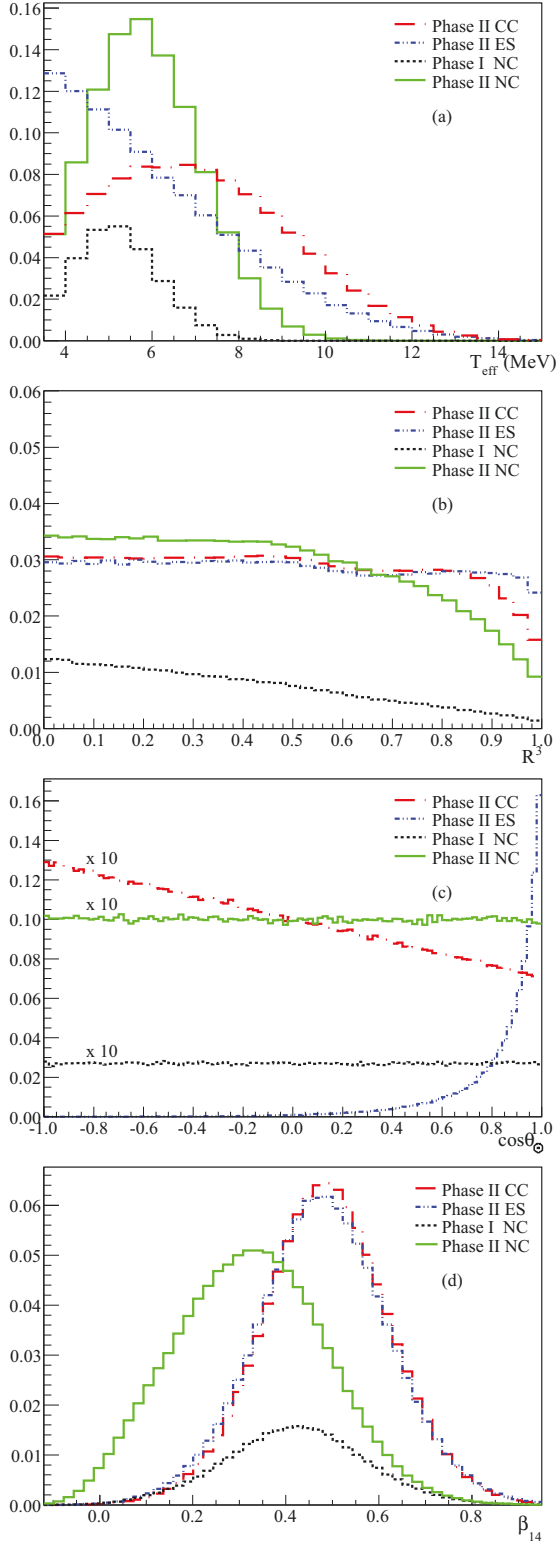 0.16
0.14
0.12
0.10
0.08
0.06
0.04
0.02
0.00
Phase II CC
Phase II ES
Phase I NC
Phase II NC
(a)
4 6 8 10 12 14
T_eff (MeV)
0.06
0.05
0.04
0.03
0.02
0.01
0.00
Phase II CC
Phase II ES
Phase I NC
Phase II NC
(b)
0.0 0.1 0.2 0.3 0.4 0.5 0.6 0.7 0.8 0.9 1.0
R³
0.16
0.14
0.12
0.10
0.08
0.06
0.04
0.02
0.00
Phase II CC
Phase II ES
Phase I NC
Phase II NC
(c)
x 10
x 10
x 10
-1.0 -0.8 -0.6 -0.4 -0.2 0.0 0.2 0.4 0.6 0.8 1.0
cosθ⊙
0.06
0.05
0.04
0.03
0.02
0.01
0.00
Phase II CC
Phase II ES
Phase I NC
Phase II NC
(d)
0.0 0.2 0.4 0.6 0.8
β₁₄